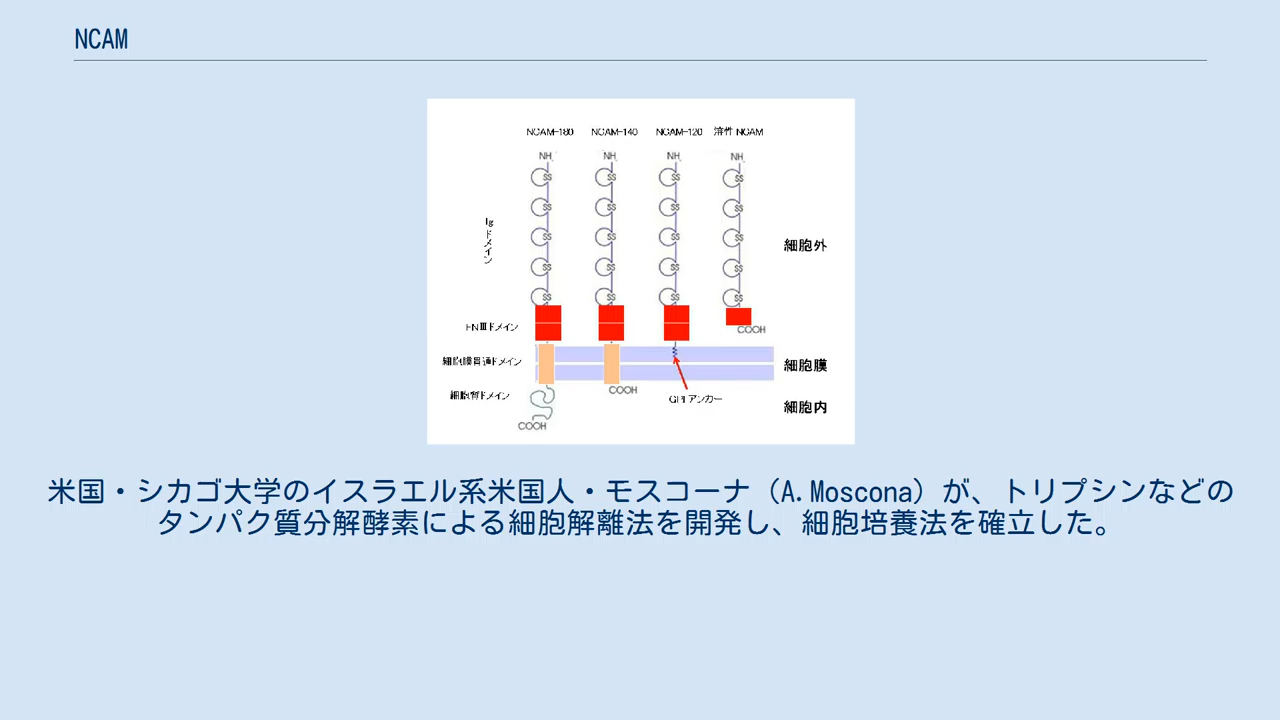 NCAM
NCAM-180 NCAM-140 NCAM-120 溶性 NCAM
NH2 NH2 NH2 NH2
SS SS SS SS
SS SS SS SS
Ig ドメイン
SS SS SS SS
細胞外
SS SS SS SS
SS SS SS SS
FNⅢドメイン
COOH
細胞膜貫通ドメイン
細胞膜
細胞質ドメイン
COOH
GPIアンカー
細胞内
COOH
米国・シカゴ大学のイスラエル系米国人・モスコーナ（A.Moscona）が、トリプシンなどの
タンパク質分解酵素による細胞解離法を開発し、細胞培養法を確立した。